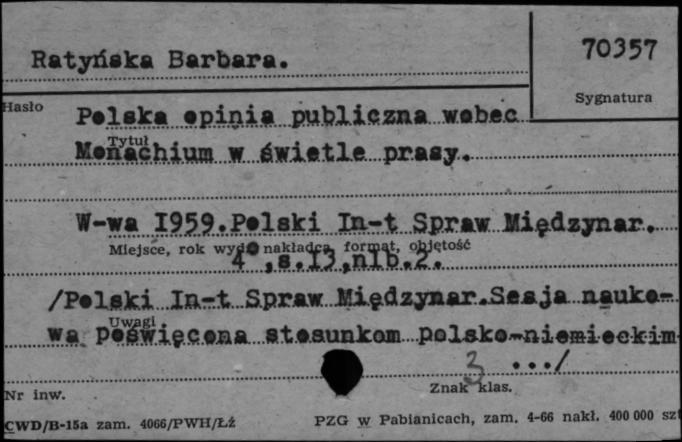 Ratyńska Barbara.
70357
Sygnatura
Hasło
Polska opinia publiczna wobec
Tytuł
Monachium w świetle prasy.
W-wa I959.Polski In-t Spraw Międzynar.
Miejsce, rok wyd. nakładca, format, objętość
4°,s.I3,nlb.2.
/Polski In-t Spraw Międzynar.Sesja nauko-
Uwagi
wa poświęcona stosunkom polsko-niemieckim
3 .../
Nr inw.
Znak klas.
CWD/B-15a zam. 4066/PWH/Łź
PZG w Pabianicach, zam. 4-66 nakł. 400 000 szt